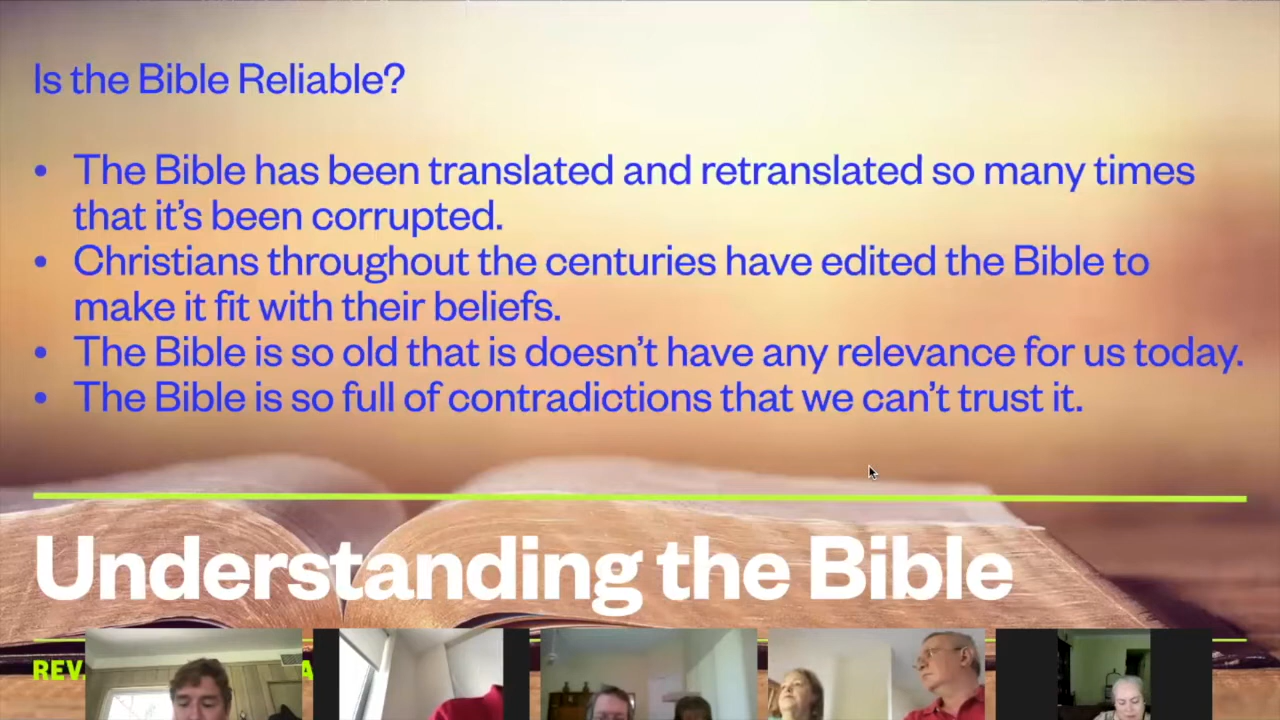 Is the Bible Reliable?
• The Bible has been translated and retranslated so many times
that it’s been corrupted.
• Christians throughout the centuries have edited the Bible to
make it fit with their beliefs.
• The Bible is so old that is doesn’t have any relevance for us today.
• The Bible is so full of contradictions that we can’t trust it.
Understanding the Bible
REV.